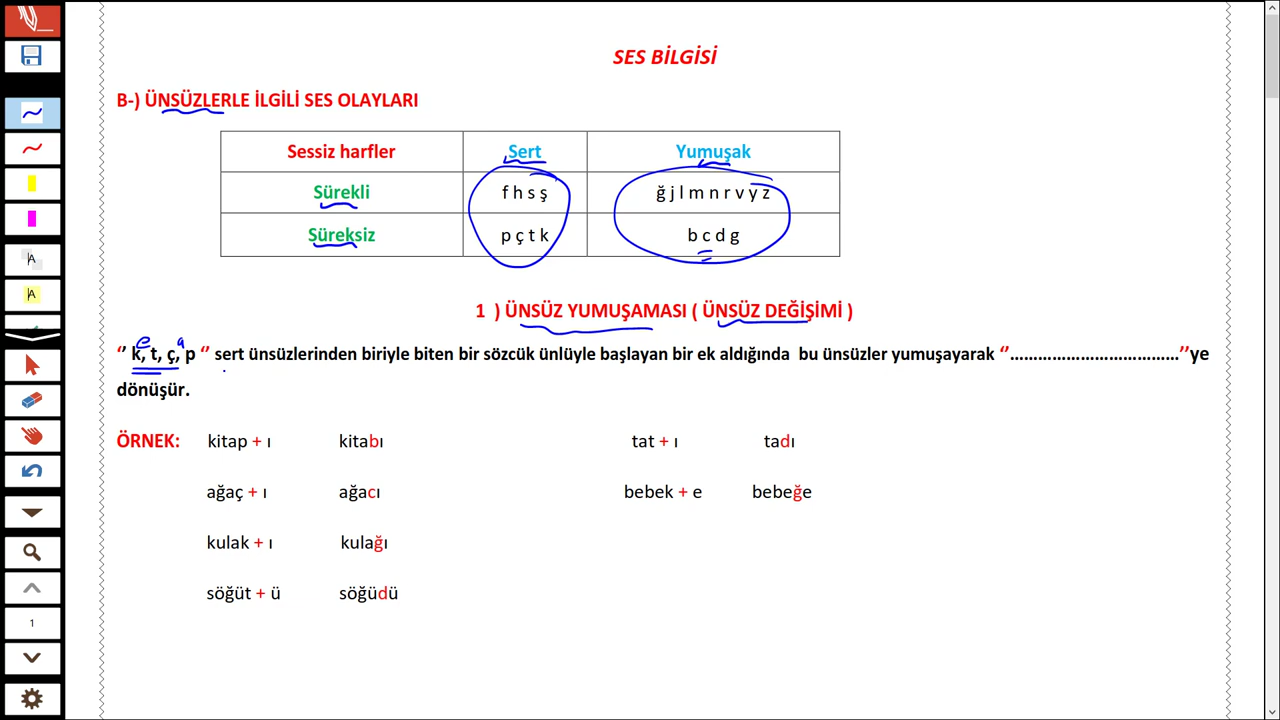 SES BİLGİSİ
B-) ÜNSÜZLERLE İLGİLİ SES OLAYLARI
Sessiz harfler Sert Yumuşak
Sürekli f h s ş ğ j l m n r v y z
Süreksiz p ç t k b c d g
1 ) ÜNSÜZ YUMUŞAMASI ( ÜNSÜZ DEĞİŞİMİ )
e a
“ k, t, ç, p ” sert ünsüzlerinden biriyle biten bir sözcük ünlüyle başlayan bir ek aldığında bu ünsüzler yumuşayarak “…………………………….”ye
dönüşür.
ÖRNEK: kitap + ı kitabı tat + ı tadı
ağaç + ı ağacı bebek + e bebeğe
kulak + ı kulağı
söğüt + ü söğüdü
A
A
1